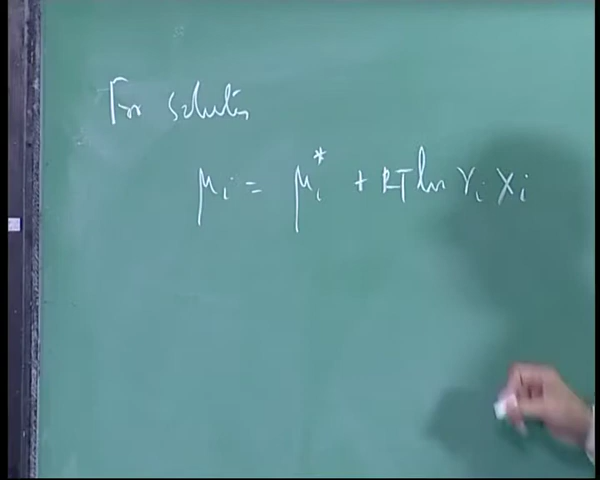 For solution
μi = μi* + RT ln γi xi